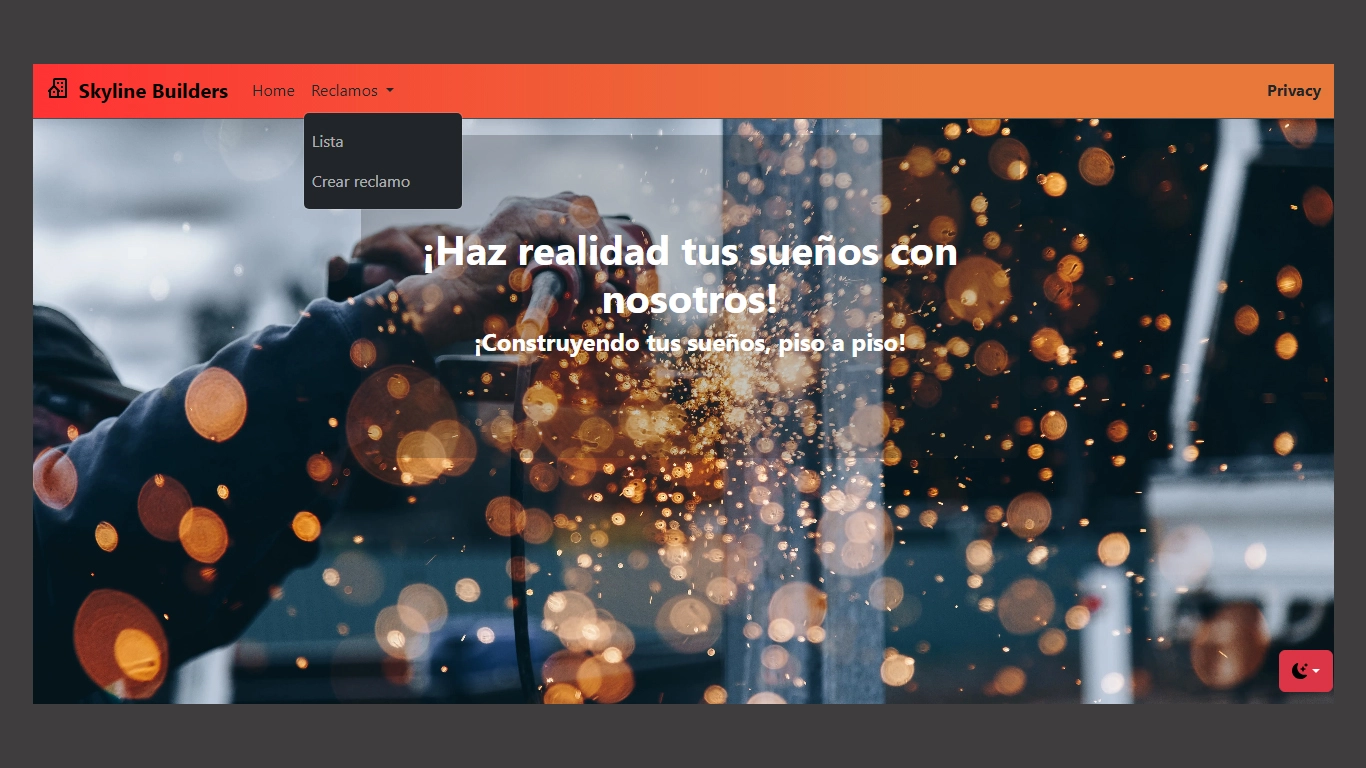 Skyline Builders Home Reclamos Privacy
Lista
Crear reclamo
¡Haz realidad tus sueños con
nosotros!
¡Construyendo tus sueños, piso a piso!